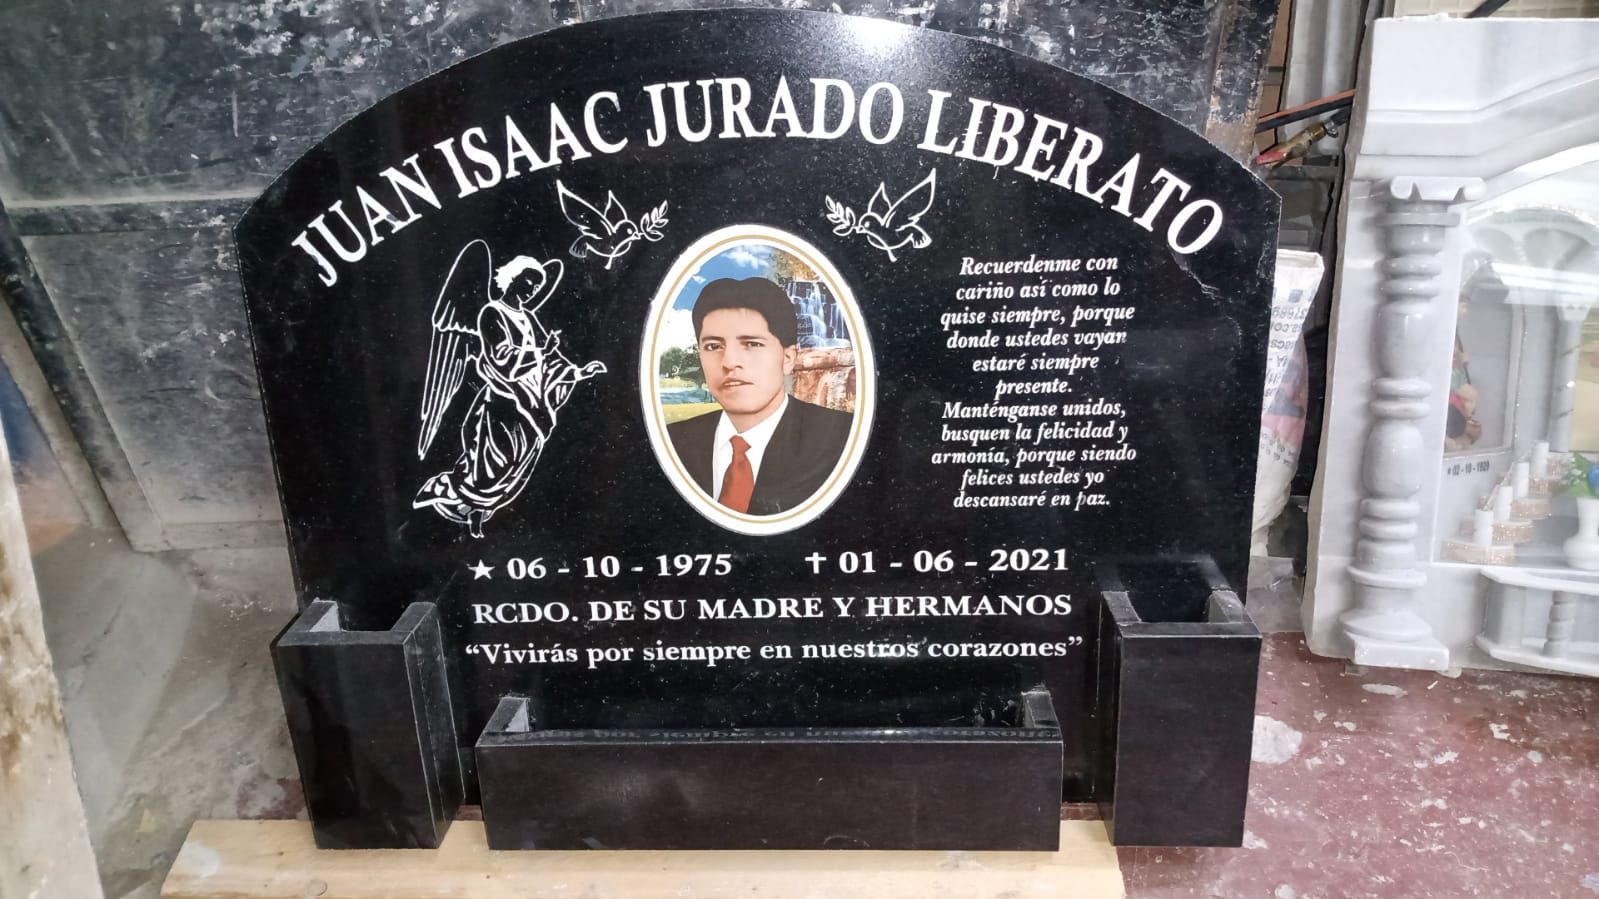 JUAN ISAAC JURADO LIBERATO
Recuerdenme con
cariño así como lo
quise siempre, porque
donde ustedes vayan
estaré siempre
presente.
Manténganse unidos,
busquen la felicidad y
armonía, porque siendo
felices ustedes yo
descansaré en paz.
★ 06 - 10 - 1975 ✝ 01 - 06 - 2021
RCDO. DE SU MADRE Y HERMANOS
“Vivirás por siempre en nuestros corazones”